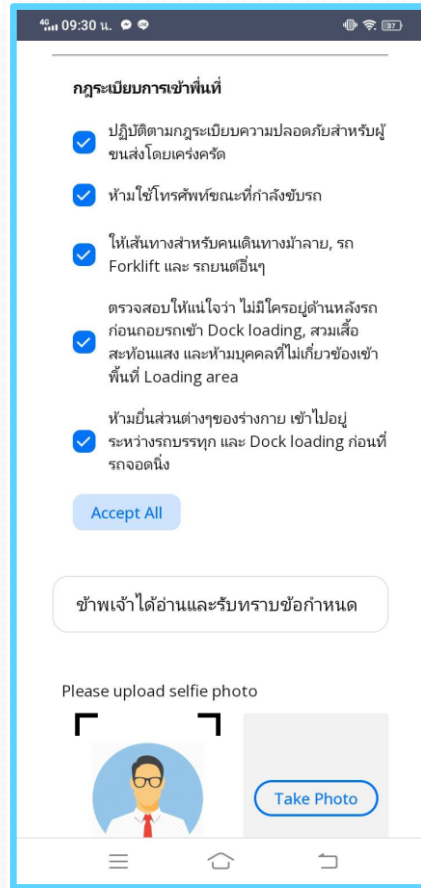 4G 09:30 น. 37
กฎระเบียบการเข้าพื้นที่
ปฏิบัติตามกฎระเบียบความปลอดภัยสำหรับผู้
ขนส่งโดยเคร่งครัด
ห้ามใช้โทรศัพท์ขณะที่กำลังขับรถ
ให้เส้นทางสำหรับคนเดินทางม้าลาย, รถ
Forklift และ รถยนต์อื่นๆ
ตรวจสอบให้แน่ใจว่า ไม่มีใครอยู่ด้านหลังรถ
ก่อนถอยรถเข้า Dock loading, สวมเสื้อ
สะท้อนแสง และห้ามบุคคลที่ไม่เกี่ยวข้องเข้า
พื้นที่ Loading area
ห้ามยื่นส่วนต่างๆของร่างกาย เข้าไปอยู่
ระหว่างรถบรรทุก และ Dock loading ก่อนที่
รถจอดนิ่ง
Accept All
ข้าพเจ้าได้อ่านและรับทราบข้อกำหนด
Please upload selfie photo
Take Photo